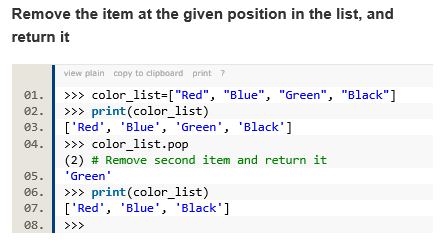 Remove the item at the given position in the list, and
return it
view plain copy to clipboard print ?
01. >>> color_list=["Red", "Blue", "Green", "Black"]
02. >>> print(color_list)
03. ['Red', 'Blue', 'Green', 'Black']
04. >>> color_list.pop
(2) # Remove second item and return it
05. 'Green'
06. >>> print(color_list)
07. ['Red', 'Blue', 'Black']
08. >>>